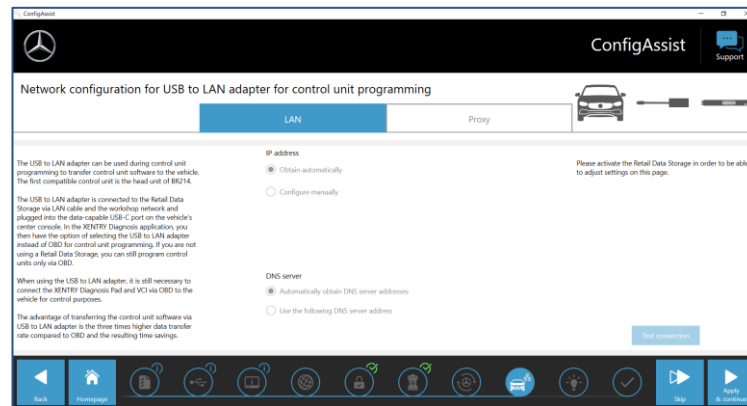 ConfigAssist
ConfigAssist
Support
Network configuration for USB to LAN adapter for control unit programming
LAN
Proxy
The USB to LAN adapter can be used during control unit
programming to transfer control unit software to the vehicle.
The first compatible control unit is the head unit of BR214.
The USB to LAN adapter is connected to the Retail Data
Storage via LAN cable and the workshop network and
plugged into the data-capable USB-C port on the vehicle's
center console. In the XENTRY Diagnosis application, you
then have the option of selecting the USB to LAN adapter
instead of OBD for control unit programming. If you are not
using a Retail Data Storage, you can still program control
units only via OBD.
When using the USB to LAN adapter, it is still necessary to
connect the XENTRY Diagnosis Pad and VCI via OBD to the
vehicle for control purposes.
The advantage of transferring the control unit software via
USB to LAN adapter is the three times higher data transfer
rate compared to OBD and the resulting time savings.
IP address
Obtain automatically
Configure manually
DNS server
Automatically obtain DNS server addresses
Use the following DNS server address
Please activate the Retail Data Storage in order to be able
to adjust settings on this page.
Test connection
Back
Homepage
Skip
Apply
& continue